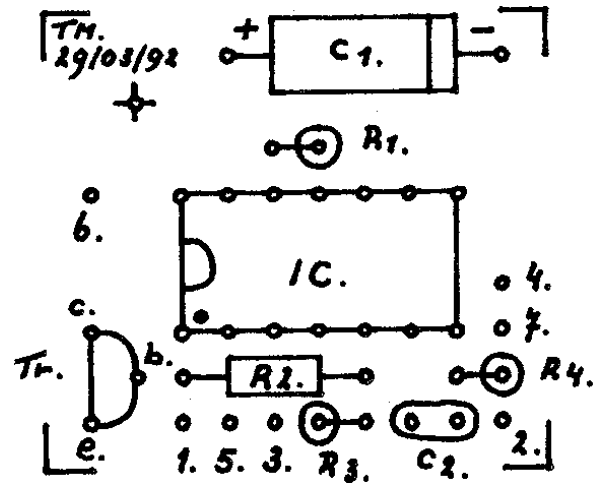 TM.
29/03/92
+ C1. -
R1.
6.
IC.
4.
7.
c.
b.
Tr.
R2.
R4.
e.
1. 5. 3. R3. C2. 2.